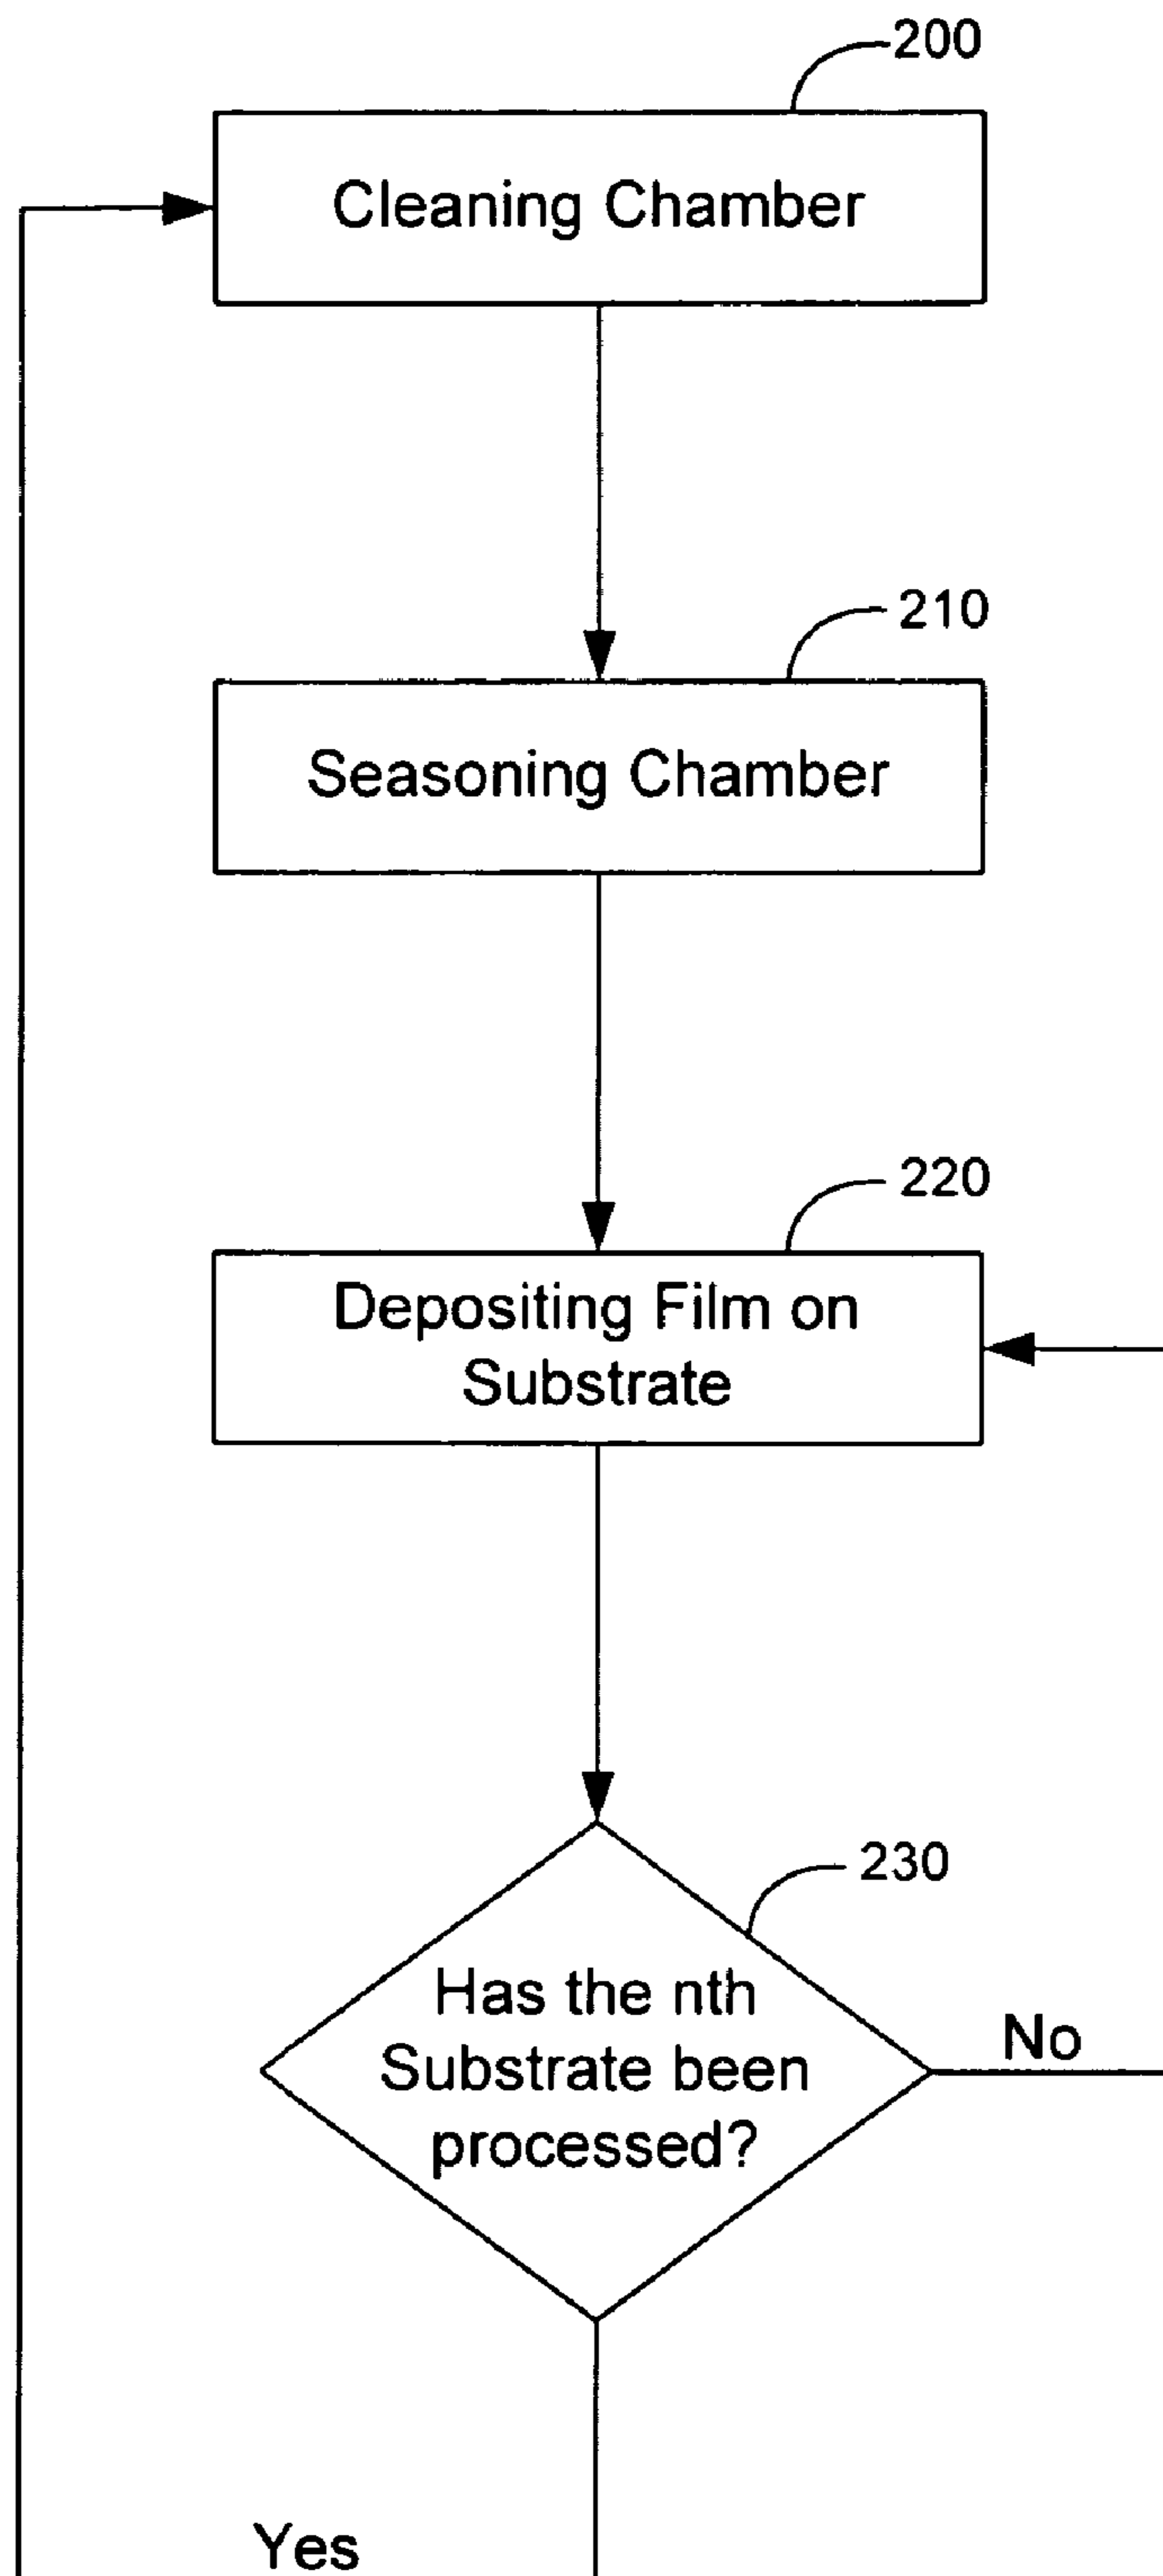 200
Cleaning Chamber
210
Seasoning Chamber
220
Depositing Film on
Substrate
230
Has the nth
Substrate been
processed?
No
Yes